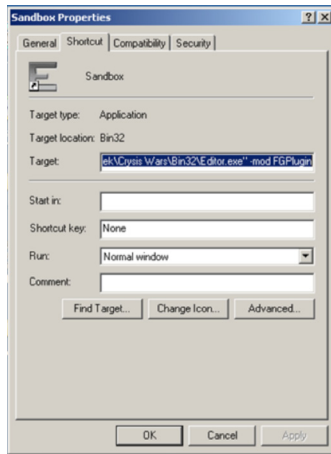 Sandbox Properties
General Shortcut Compatibility Security
Sandbox
Target type: Application
Target location: Bin32
Target: ek\Crysis Wars\Bin32\Editor.exe" -mod FGPlugin
Start in:
Shortcut key: None
Run: Normal window
Comment:
Find Target... Change Icon... Advanced...
OK Cancel Apply